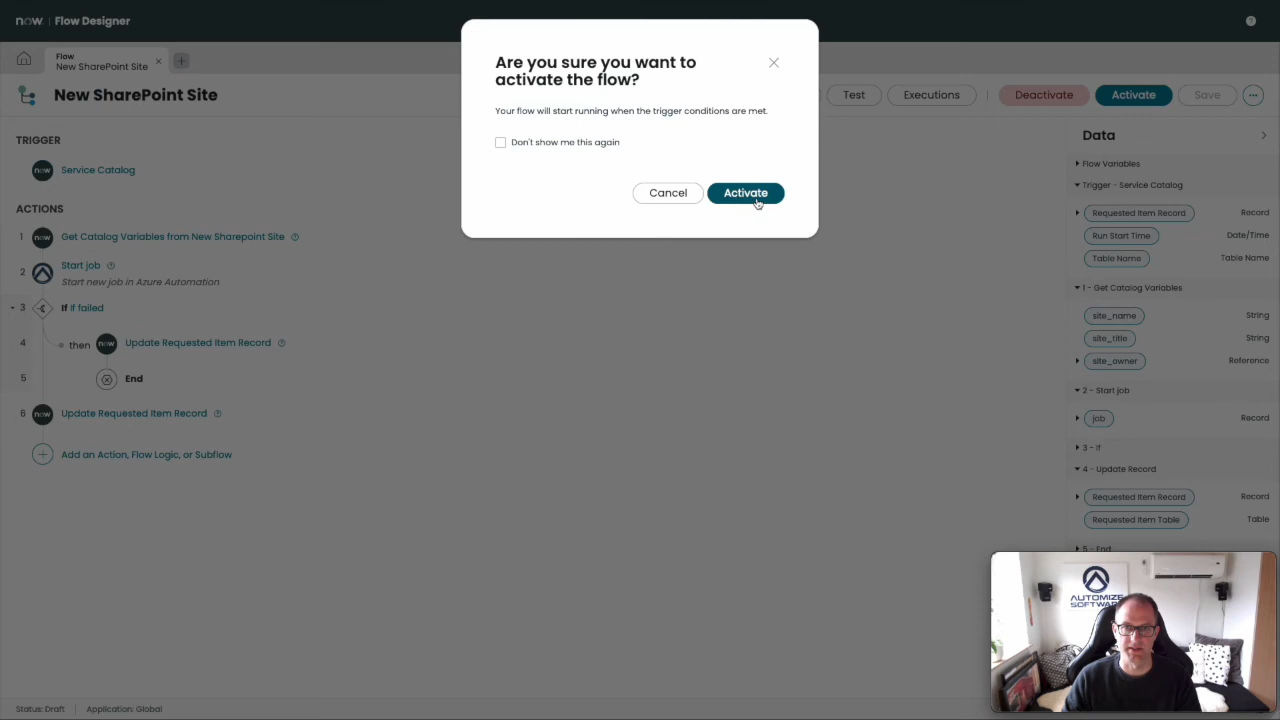 now
Flow Designer
Flow
New SharePoint Site
New SharePoint Site
Test
Executions
Deactivate
Activate
Save
Are you sure you want to
activate the flow?
Your flow will start running when the trigger conditions are met.
Don't show me this again
Cancel
Activate
TRIGGER
now
Service Catalog
ACTIONS
1 now Get Catalog Variables from New Sharepoint Site
2 Start job
Start new job in Azure Automation
3 If If failed
4 then now Update Requested Item Record
5 End
6 now Update Requested Item Record
Add an Action, Flow Logic, or Subflow
Data
Flow Variables
Trigger - Service Catalog
Requested Item Record Record
Run Start Time Date/Time
Table Name Table Name
1 - Get Catalog Variables
site_name String
site_title String
site_owner Reference
2 - Start job
job Record
3 - If
4 - Update Record
Requested Item Record Record
Requested Item Table Table
5 - End
AUTOMIZE
SOFTWARE
Status: Draft
Application: Global